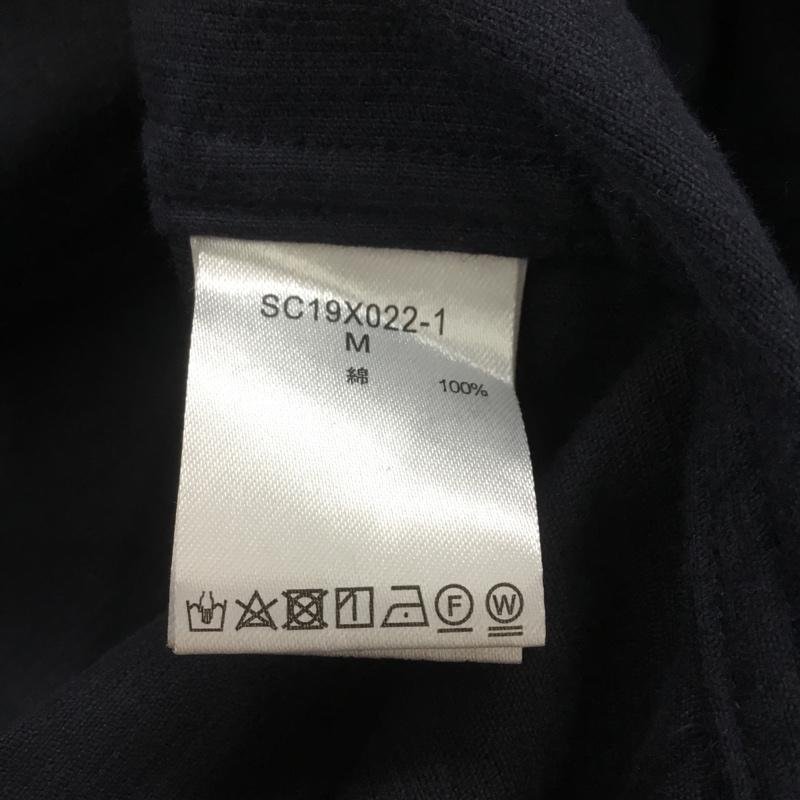 SC19X022-1
M
綿 100%
F W